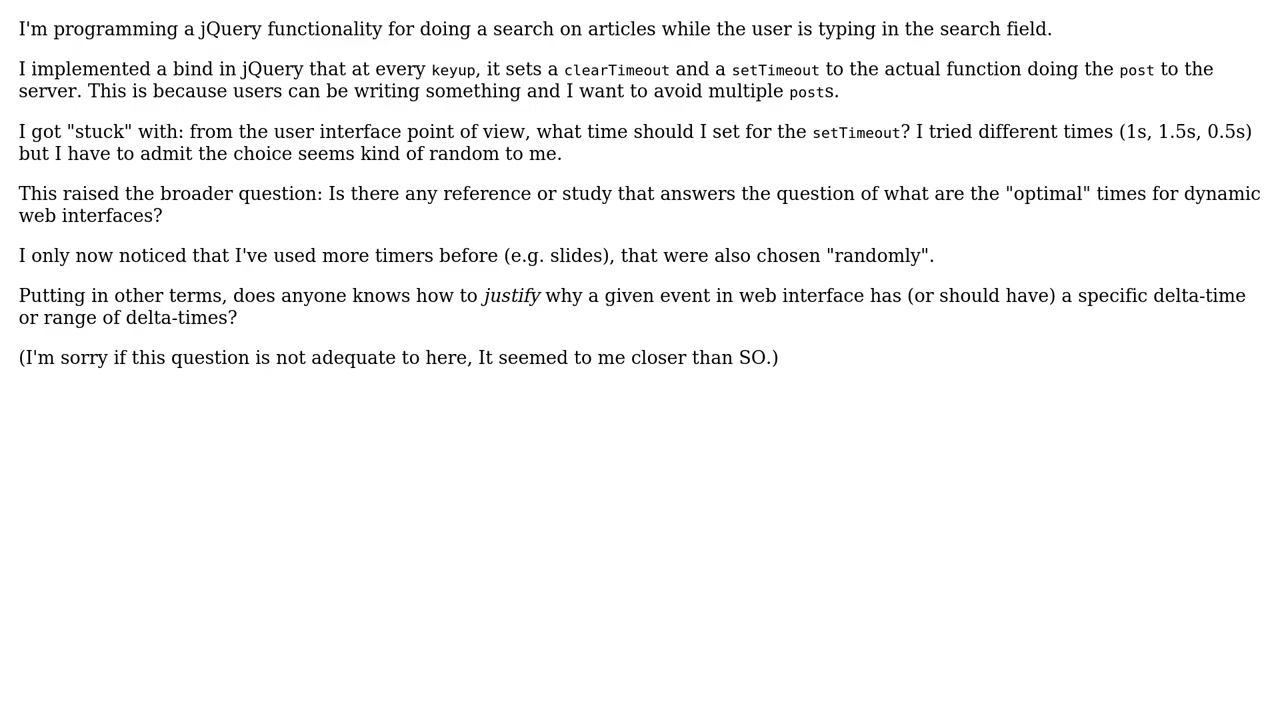 I'm programming a jQuery functionality for doing a search on articles while the user is typing in the search field.
I implemented a bind in jQuery that at every keyup, it sets a clearTimeout and a setTimeout to the actual function doing the post to the
server. This is because users can be writing something and I want to avoid multiple posts.
I got "stuck" with: from the user interface point of view, what time should I set for the setTimeout? I tried different times (1s, 1.5s, 0.5s)
but I have to admit the choice seems kind of random to me.
This raised the broader question: Is there any reference or study that answers the question of what are the "optimal" times for dynamic
web interfaces?
I only now noticed that I've used more timers before (e.g. slides), that were also chosen "randomly".
Putting in other terms, does anyone knows how to justify why a given event in web interface has (or should have) a specific delta-time
or range of delta-times?
(I'm sorry if this question is not adequate to here, It seemed to me closer than SO.)